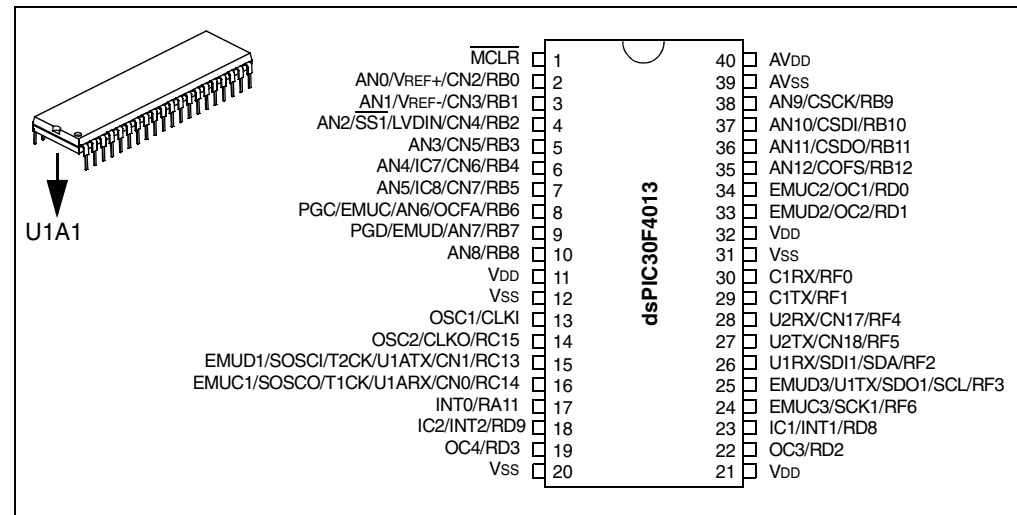 U1A1
MCLR 1
AN0/VREF+/CN2/RB0 2
AN1/VREF-/CN3/RB1 3
AN2/SS1/LVDIN/CN4/RB2 4
AN3/CN5/RB3 5
AN4/IC7/CN6/RB4 6
AN5/IC8/CN7/RB5 7
PGC/EMUC/AN6/OCFA/RB6 8
PGD/EMUD/AN7/RB7 9
AN8/RB8 10
VDD 11
VSS 12
OSC1/CLKI 13
OSC2/CLKO/RC15 14
EMUD1/SOSCI/T2CK/U1ATX/CN1/RC13 15
EMUC1/SOSCO/T1CK/U1ARX/CN0/RC14 16
INT0/RA11 17
IC2/INT2/RD9 18
OC4/RD3 19
VSS 20
dsPIC30F4013
40 AVDD
39 AVSS
38 AN9/CSCK/RB9
37 AN10/CSDI/RB10
36 AN11/CSDO/RB11
35 AN12/COFS/RB12
34 EMUC2/OC1/RD0
33 EMUD2/OC2/RD1
32 VDD
31 VSS
30 C1RX/RF0
29 C1TX/RF1
28 U2RX/CN17/RF4
27 U2TX/CN18/RF5
26 U1RX/SDI1/SDA/RF2
25 EMUD3/U1TX/SDO1/SCL/RF3
24 EMUC3/SCK1/RF6
23 IC1/INT1/RD8
22 OC3/RD2
21 VDD